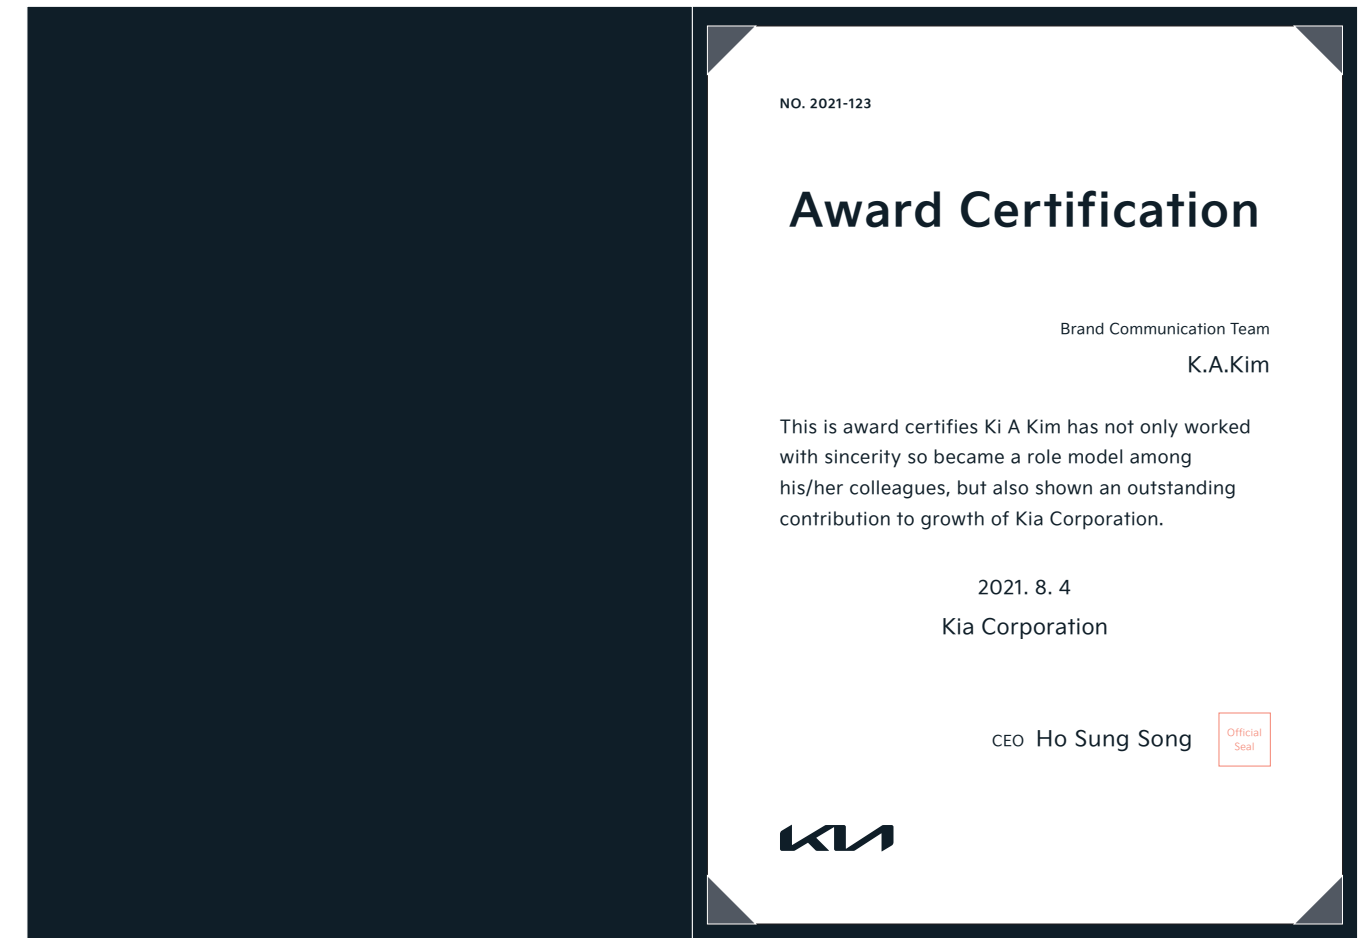 NO. 2021-123
Award Certification
Brand Communication Team
K.A.Kim
This is award certifies Ki A Kim has not only worked
with sincerity so became a role model among
his/her colleagues, but also shown an outstanding
contribution to growth of Kia Corporation.
2021. 8. 4
Kia Corporation
CEO Ho Sung Song
Official
Seal
KIA